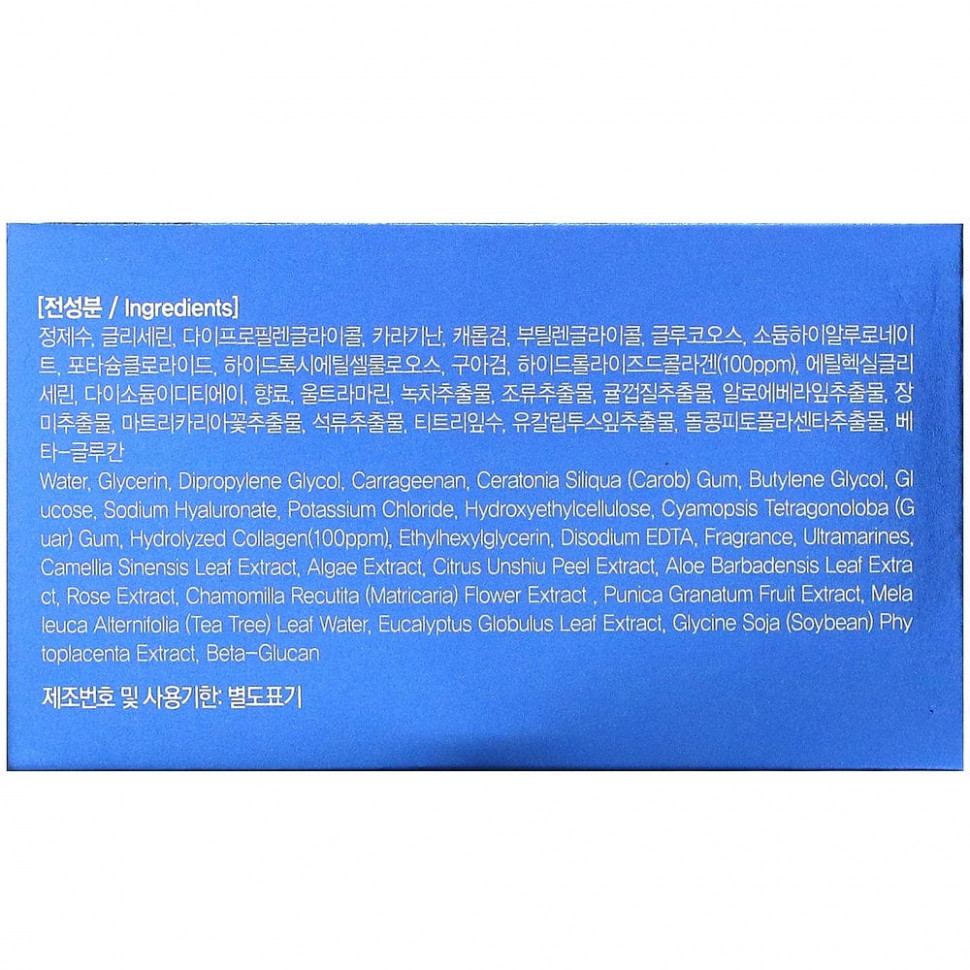 [전성분 / Ingredients]
정제수, 글리세린, 다이프로필렌글라이콜, 카라기난, 캐롭검, 부틸렌글라이콜, 글루코오스, 소듐하이알루로네이
트, 포타슘클로라이드, 하이드록시에틸셀룰로오스, 구아검, 하이드롤라이즈드콜라겐(100ppm), 에틸헥실글리
세린, 다이소듐이디티에이, 향료, 울트라마린, 녹차추출물, 조류추출물, 귤껍질추출물, 알로에베라잎추출물, 장
미추출물, 마트리카리아꽃추출물, 석류추출물, 티트리잎수, 유칼립투스잎추출물, 돌콩피토플라센타추출물, 베
타-글루칸
Water, Glycerin, Dipropylene Glycol, Carrageenan, Ceratonia Siliqua (Carob) Gum, Butylene Glycol, Gl
ucose, Sodium Hyaluronate, Potassium Chloride, Hydroxyethylcellulose, Cyamopsis Tetragonoloba (G
uar) Gum, Hydrolyzed Collagen(100ppm), Ethylhexylglycerin, Disodium EDTA, Fragrance, Ultramarines,
Camellia Sinensis Leaf Extract, Algae Extract, Citrus Unshiu Peel Extract, Aloe Barbadensis Leaf Extra
ct, Rose Extract, Chamomilla Recutita (Matricaria) Flower Extract , Punica Granatum Fruit Extract, Mela
leuca Alternifolia (Tea Tree) Leaf Water, Eucalyptus Globulus Leaf Extract, Glycine Soja (Soybean) Phy
toplacenta Extract, Beta-Glucan
제조번호 및 사용기한: 별도표기